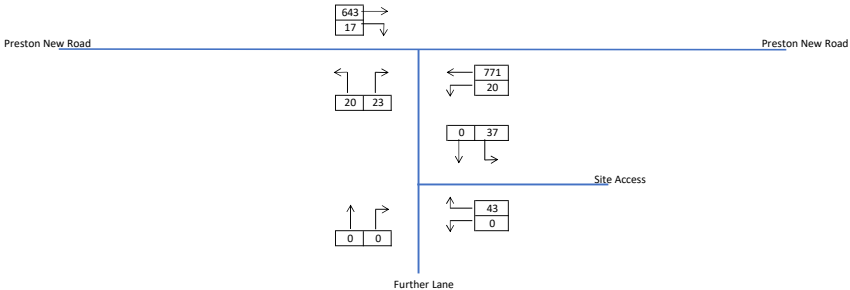 643
17
Preston New Road
Preston New Road
771
20
20 23
0 37
Site Access
43
0
0 0
Further Lane